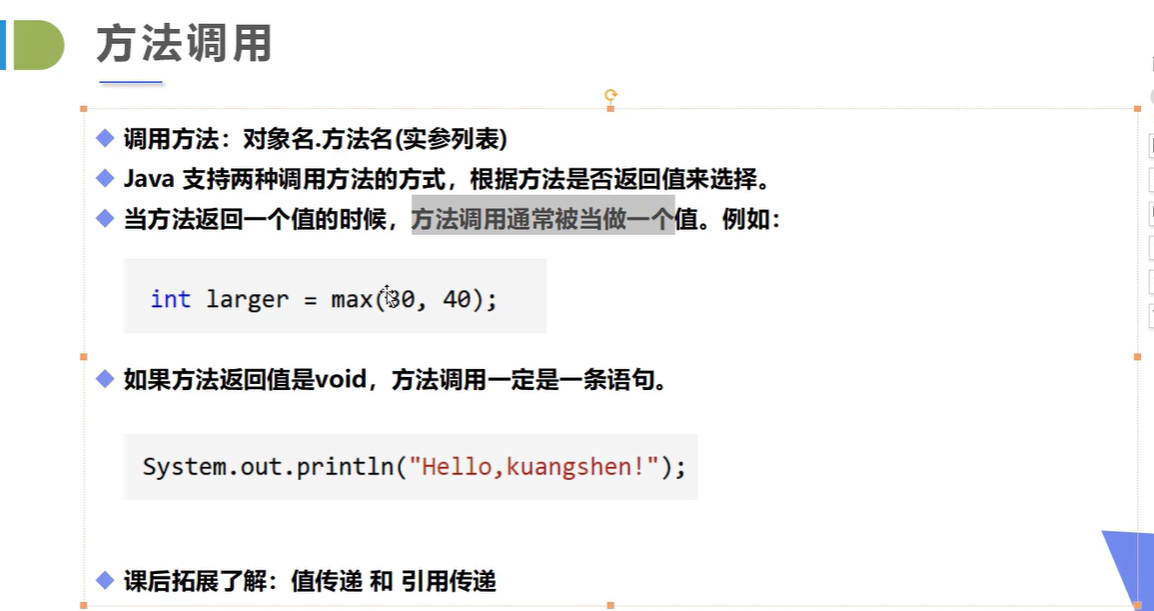 方法调用
调用方法：对象名.方法名(实参列表)
Java 支持两种调用方法的方式，根据方法是否返回值来选择。
当方法返回一个值的时候，方法调用通常被当做一个值。例如：
int larger = max(30, 40);
如果方法返回值是void，方法调用一定是一条语句。
System.out.println("Hello,kuangshen!");
课后拓展了解：值传递 和 引用传递